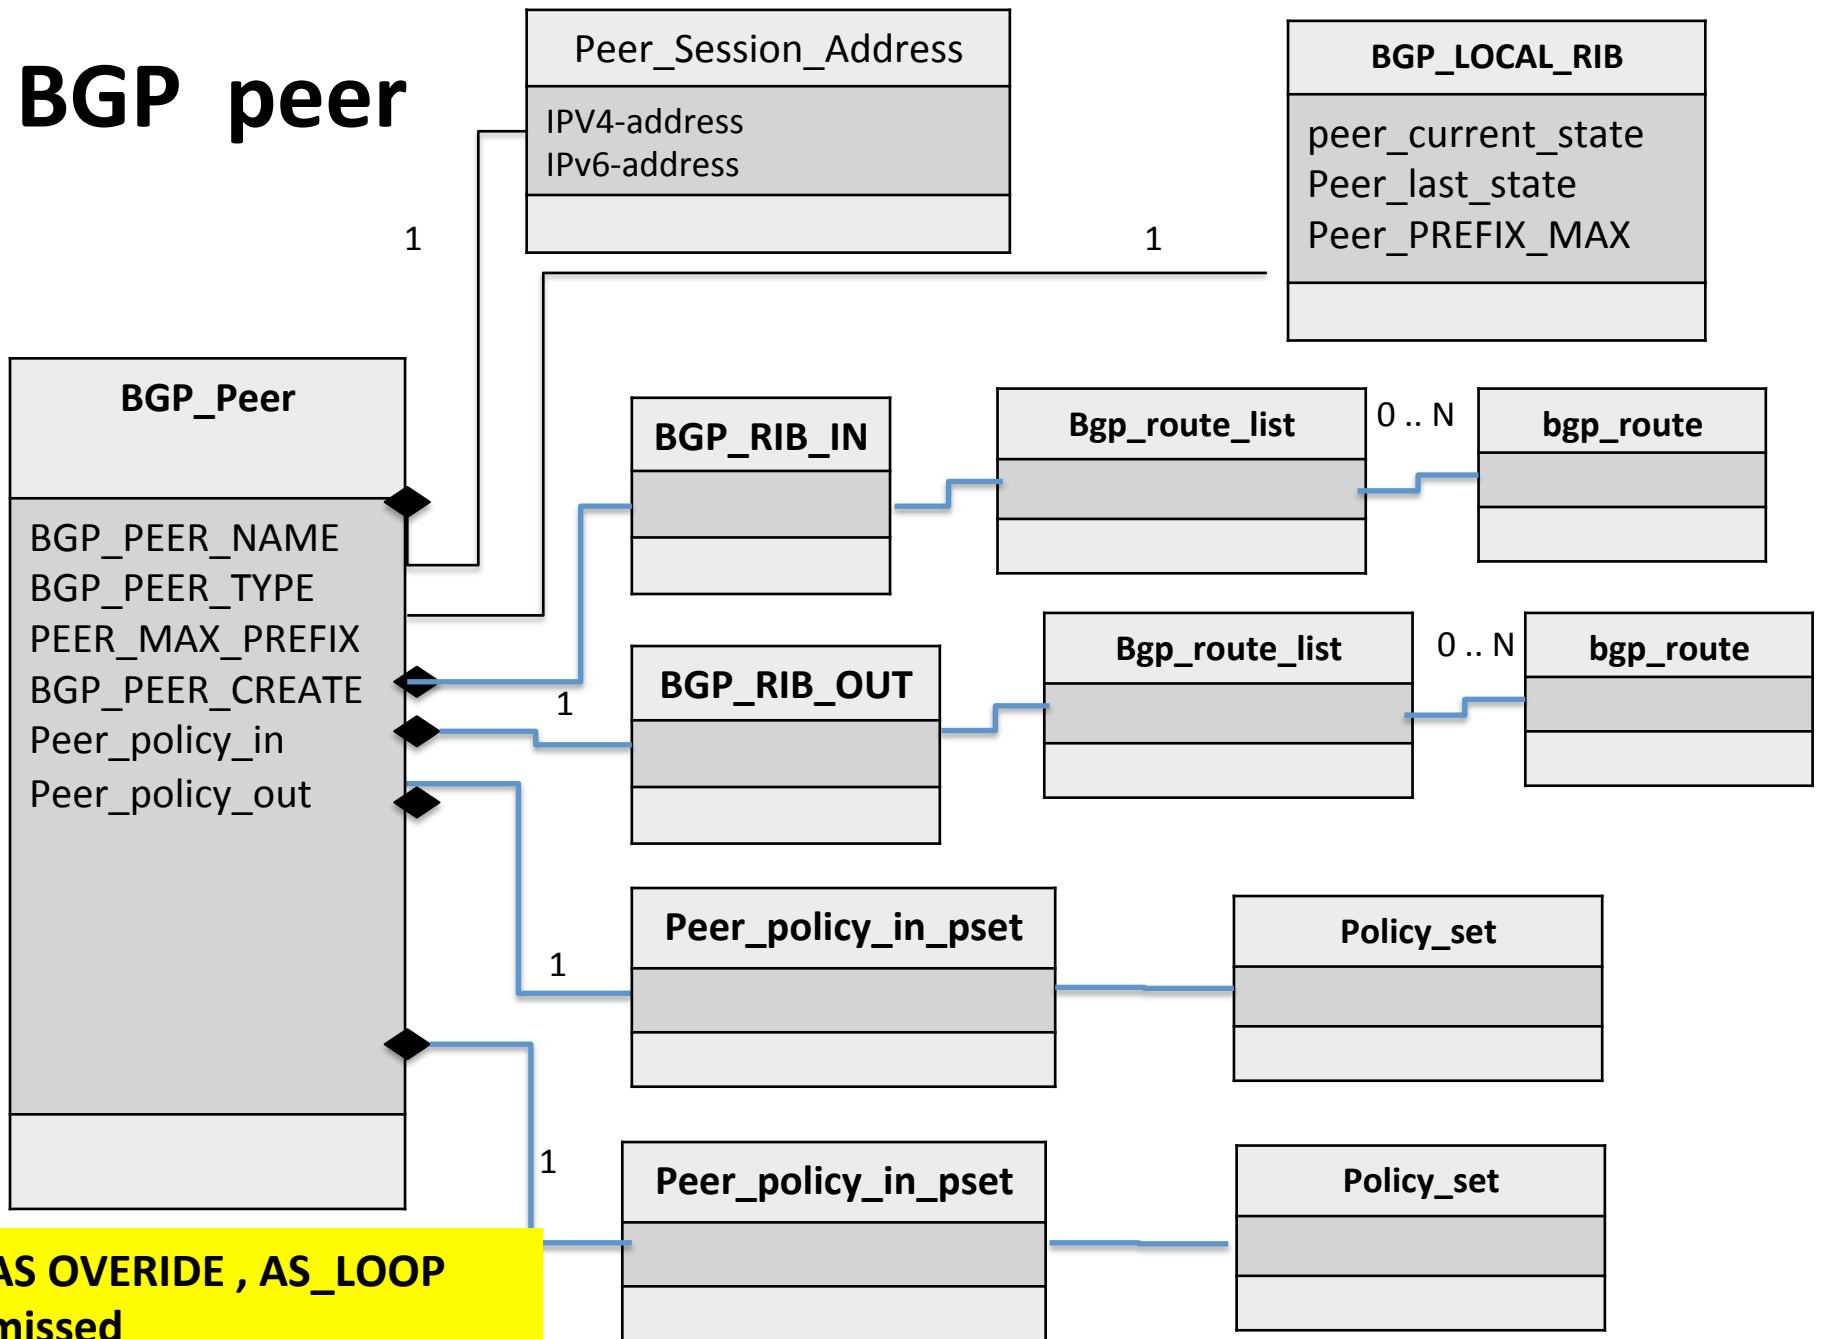 BGP peer
Peer_Session_Address
IPV4-address
IPv6-address
BGP_LOCAL_RIB
peer_current_state
Peer_last_state
Peer_PREFIX_MAX
1
1
BGP_Peer
BGP_PEER_NAME
BGP_PEER_TYPE
PEER_MAX_PREFIX
BGP_PEER_CREATE
Peer_policy_in
Peer_policy_out
BGP_RIB_IN
Bgp_route_list
0 .. N
bgp_route
1
BGP_RIB_OUT
Bgp_route_list
0 .. N
bgp_route
1
Peer_policy_in_pset
Policy_set
1
Peer_policy_in_pset
Policy_set
AS OVERIDE , AS_LOOP
missed